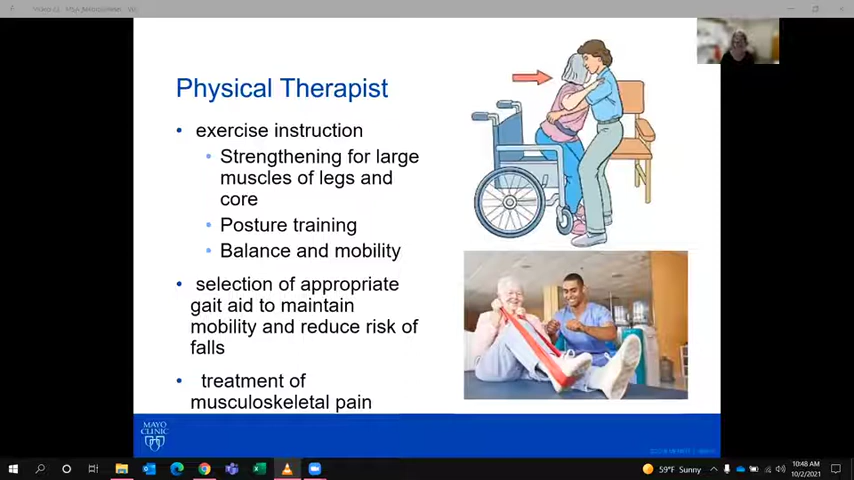 Physical Therapist
• exercise instruction
• Strengthening for large
muscles of legs and
core
• Posture training
• Balance and mobility
• selection of appropriate
gait aid to maintain
mobility and reduce risk of
falls
• treatment of
musculoskeletal pain
MAYO
CLINIC
59°F Sunny
10:48 AM
10/2/2021